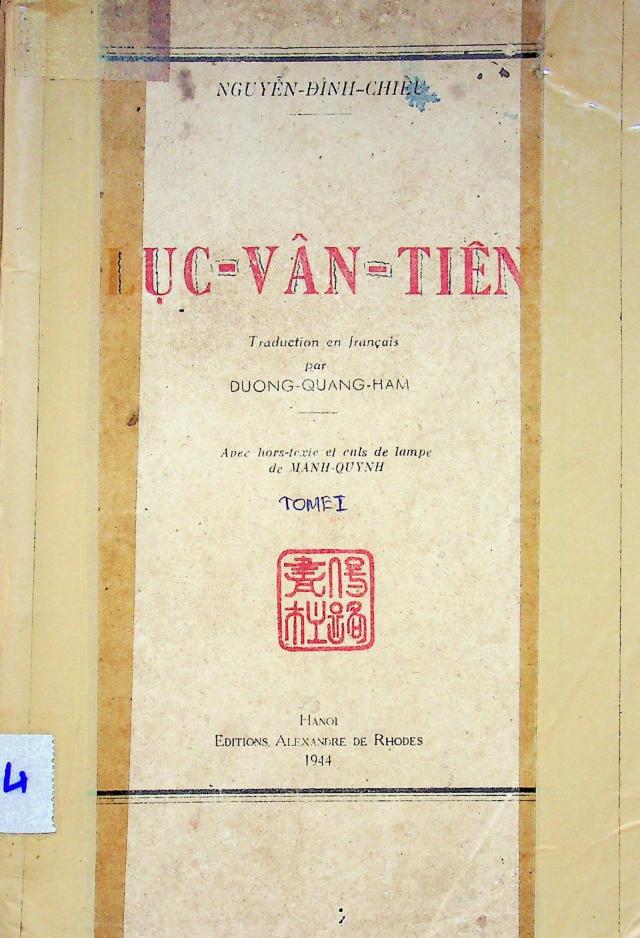 NGUYỄN-ĐÌNH-CHIỂU
LỤC-VÂN-TIÊN
Traduction en français
par
DUONG-QUANG-HAM
Avec hors-texte et culs de lampe
de MANH-QUYNH
TOME I
HANOI
EDITIONS ALEXANDRE DE RHODES
1944
4